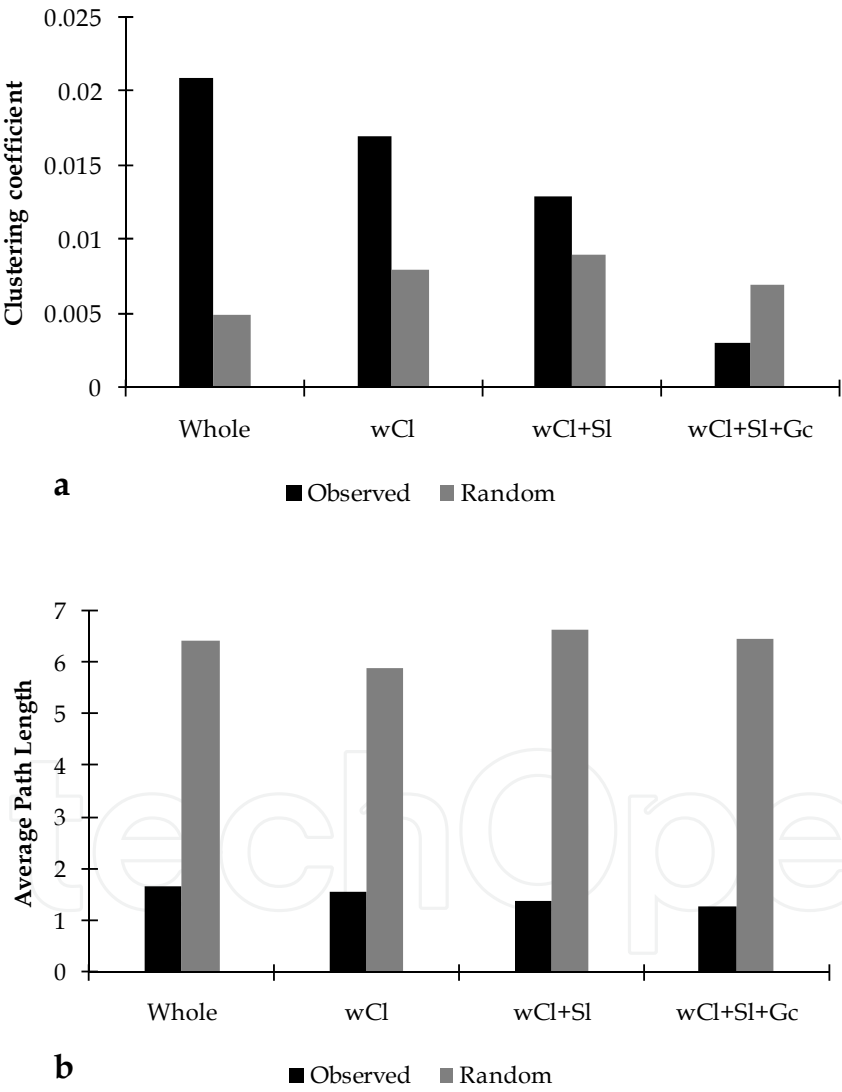 0.025
0.02
0.015
0.01
0.005
0
Clustering coefficient
Whole wCl wCl+Sl wCl+Sl+Gc
a
Observed Random
7
6
5
4
3
2
1
0
Average Path Length
techOpe
Whole wCl wCl+Sl wCl+Sl+Gc
b
Observed Random